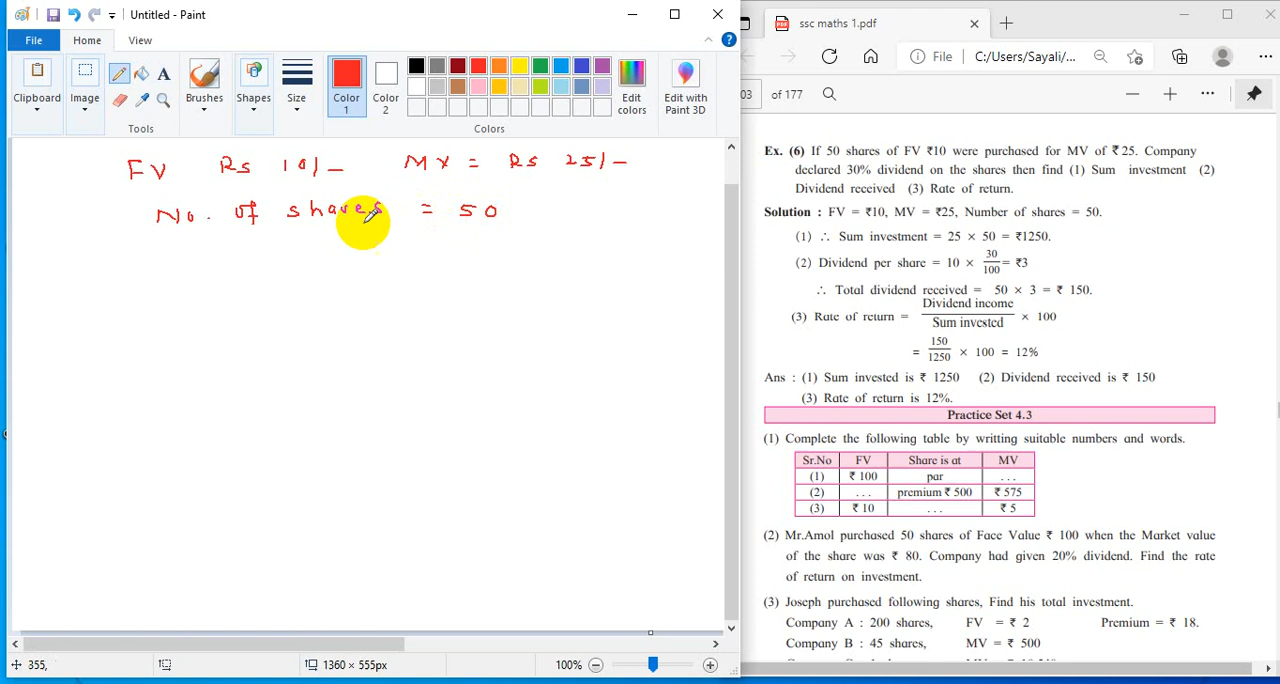 Untitled - Paint
File Home View
Clipboard
Image
Tools
Brushes
Shapes
Size
Color 1
Color 2
Edit colors
Edit with Paint 3D
Colors
FV Rs 10/- MV = Rs 25/-
No. of shares = 50
355,
1360 × 555px
100%
ssc maths 1.pdf
File C:/Users/Sayali/...
03 of 177
Ex. (6) If 50 shares of FV ₹10 were purchased for MV of ₹ 25. Company
declared 30% dividend on the shares then find (1) Sum investment (2)
Dividend received (3) Rate of return.
Solution : FV = ₹10, MV = ₹25, Number of shares = 50.
(1) ∴ Sum investment = 25 × 50 = ₹1250.
(2) Dividend per share = 10 × 30/100 = ₹3
∴ Total dividend received = 50 × 3 = ₹ 150.
(3) Rate of return = Dividend income/Sum invested × 100
= 150/1250 × 100 = 12%
Ans : (1) Sum invested is ₹ 1250 (2) Dividend received is ₹ 150
(3) Rate of return is 12%.
Practice Set 4.3
(1) Complete the following table by writting suitable numbers and words.
Sr.No FV Share is at MV
(1) ₹ 100 par ...
(2) ... premium ₹ 500 ₹ 575
(3) ₹ 10 ... ₹ 5
(2) Mr.Amol purchased 50 shares of Face Value ₹ 100 when the Market value
of the share was ₹ 80. Company had given 20% dividend. Find the rate
of return on investment.
(3) Joseph purchased following shares, Find his total investment.
Company A : 200 shares, FV = ₹ 2 Premium = ₹ 18.
Company B : 45 shares, MV = ₹ 500